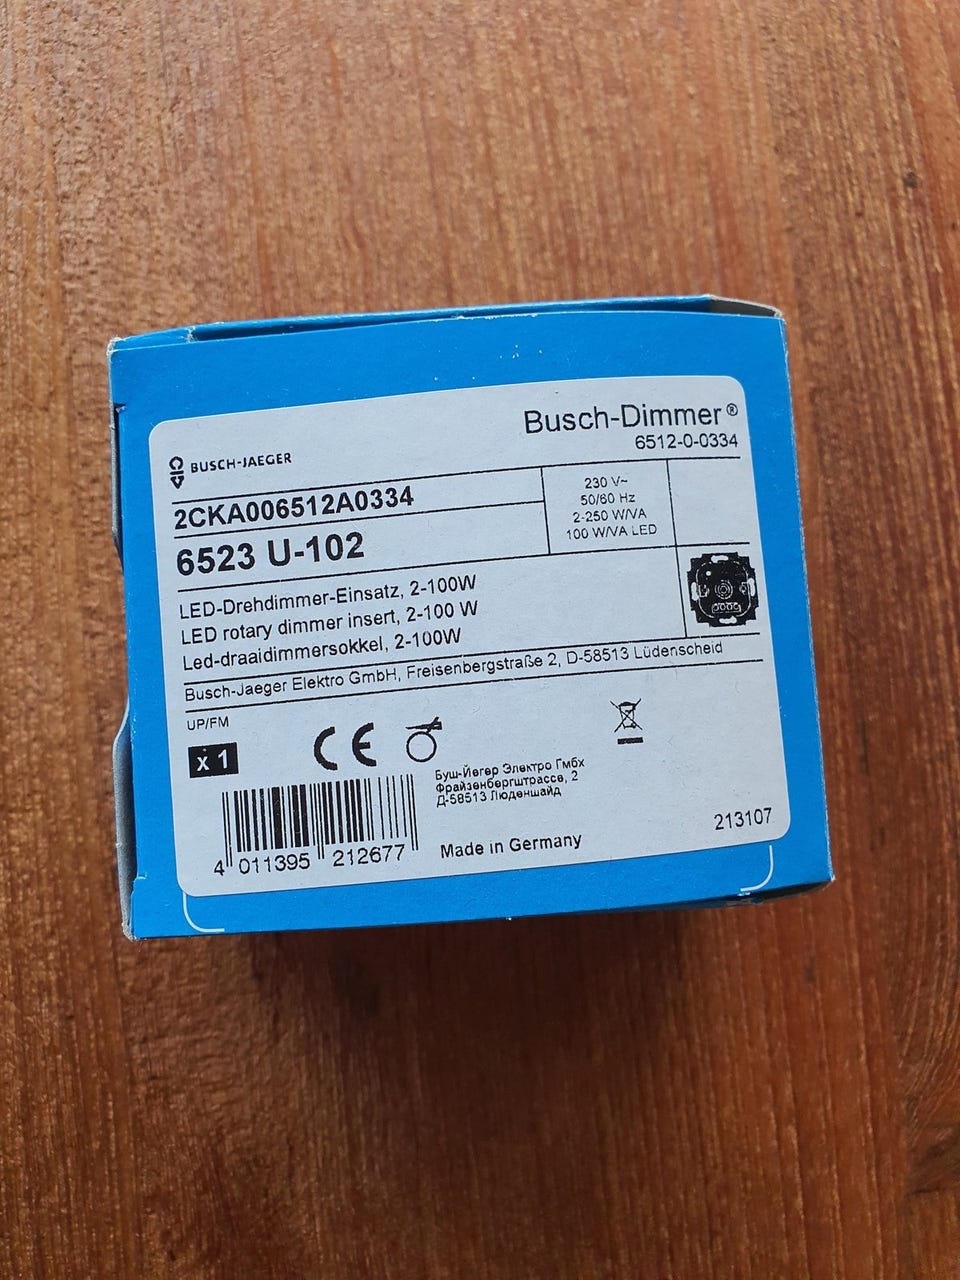 Busch-Dimmer®
6512-0-0334
BUSCH-JAEGER
2CKA006512A0334
6523 U-102
230 V~
50/60 Hz
2-250 W/VA
100 W/VA LED
LED-Drehdimmer-Einsatz, 2-100W
LED rotary dimmer insert, 2-100 W
Led-draaidimmersokkel, 2-100W
Busch-Jaeger Elektro GmbH, Freisenbergstraße 2, D-58513 Lüdenscheid
UP/FM
x 1
CE
Буш-Йегер Электро Гмбх
Фрайзенбергштрассе, 2
Д-58513 Люденшайд
4 011395 212677
Made in Germany
213107